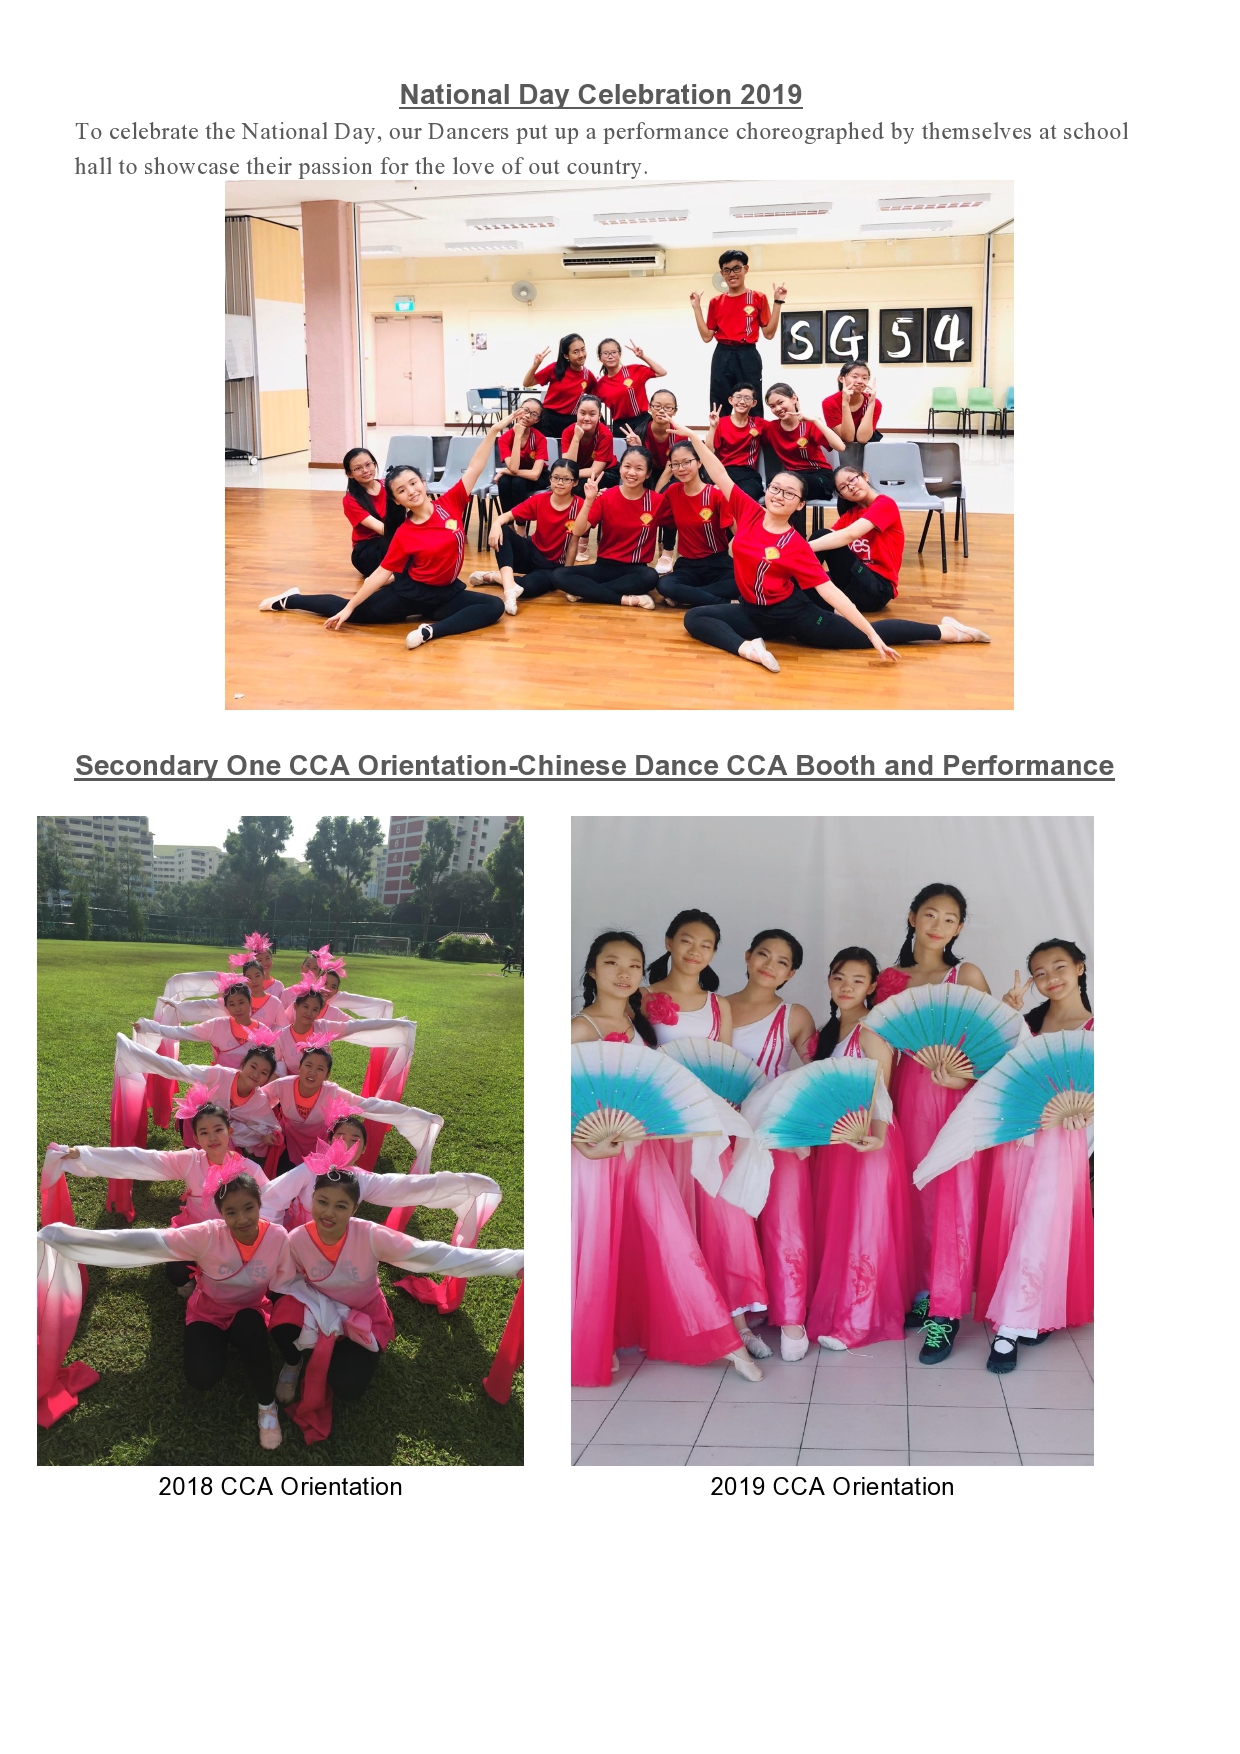 National Day Celebration 2019
To celebrate the National Day, our Dancers put up a performance choreographed by themselves at school
hall to showcase their passion for the love of out country.
EXIT
SG54
Secondary One CCA Orientation-Chinese Dance CCA Booth and Performance
2018 CCA Orientation
2019 CCA Orientation